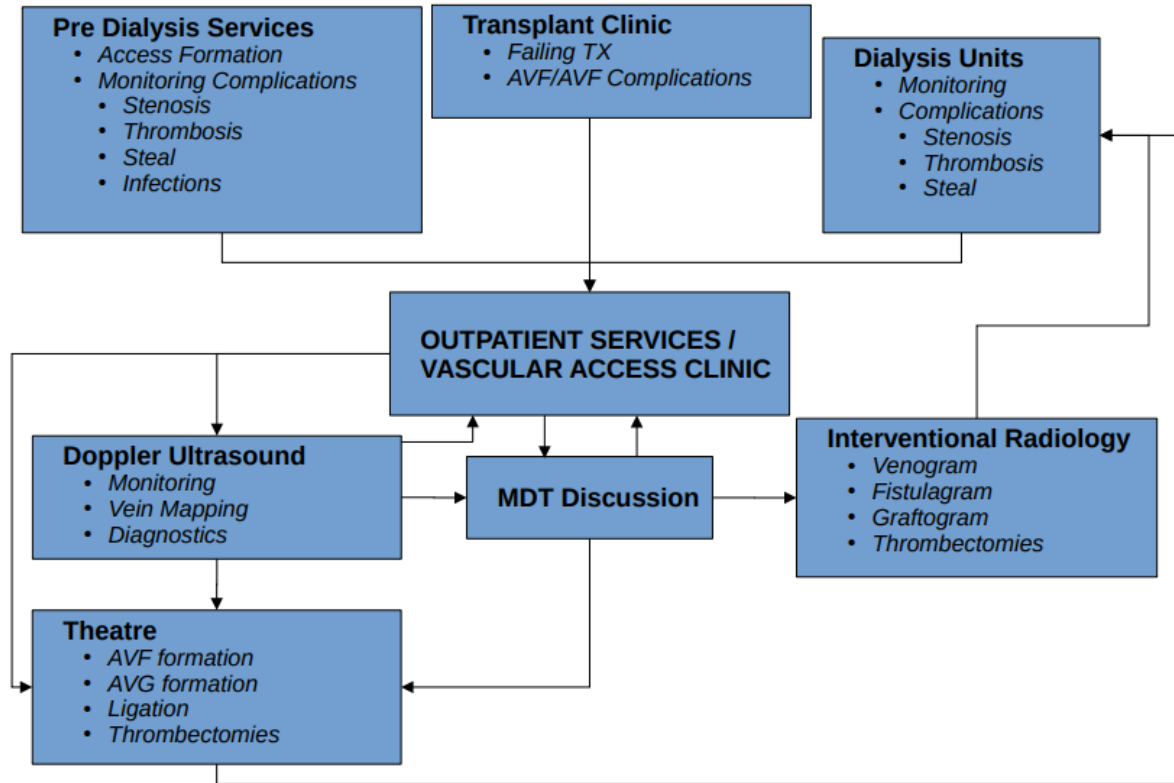 Pre Dialysis Services
• Access Formation
• Monitoring Complications
• Stenosis
• Thrombosis
• Steal
• Infections
Transplant Clinic
• Failing TX
• AVF/AVF Complications
Dialysis Units
• Monitoring
• Complications
• Stenosis
• Thrombosis
• Steal
OUTPATIENT SERVICES /
VASCULAR ACCESS CLINIC
Doppler Ultrasound
• Monitoring
• Vein Mapping
• Diagnostics
MDT Discussion
Interventional Radiology
• Venogram
• Fistulagram
• Graftogram
• Thrombectomies
Theatre
• AVF formation
• AVG formation
• Ligation
• Thrombectomies